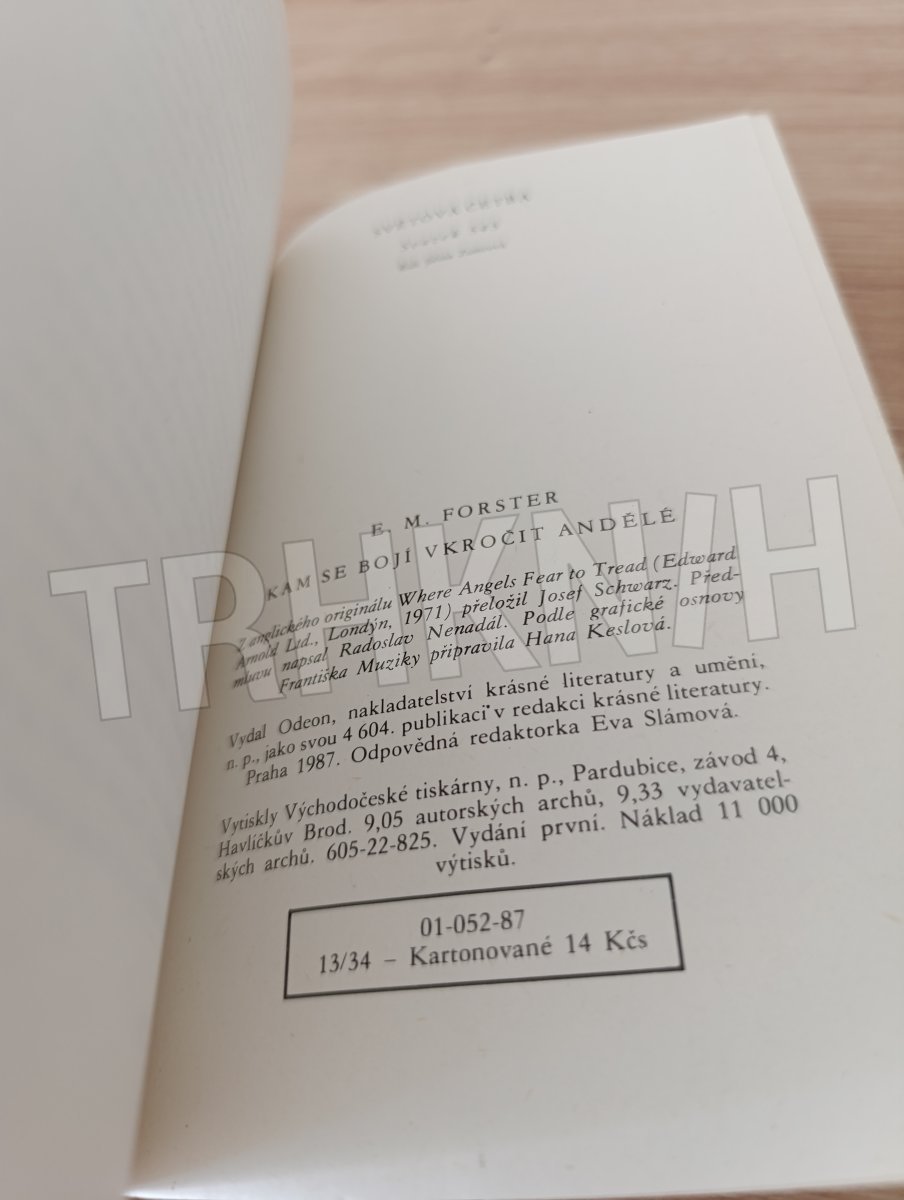 SVĚTOVÁ ČETBA
E. M. FORSTER
KAM SE BOJÍ VKROČIT ANDĚLÉ
Z anglického originálu Where Angels Fear to Tread (Edward
Arnold Ltd., Londýn, 1971) přeložil Josef Schwarz. Před-
mluvu napsal Radoslav Nenadál. Podle grafické osnovy
Františka Muziky připravila Hana Keslová.
Vydal Odeon, nakladatelství krásné literatury a umění,
n. p., jako svou 4 604. publikaci v redakci krásné literatury.
Praha 1987. Odpovědná redaktorka Eva Slámová.
Vytiskly Východočeské tiskárny, n. p., Pardubice, závod 4,
Havlíčkův Brod. 9,05 autorských archů, 9,33 vydavatel-
ských archů. 605-22-825. Vydání první. Náklad 11 000
výtisků.
01-052-87
13/34 – Kartonované 14 Kčs
TRHKNIH